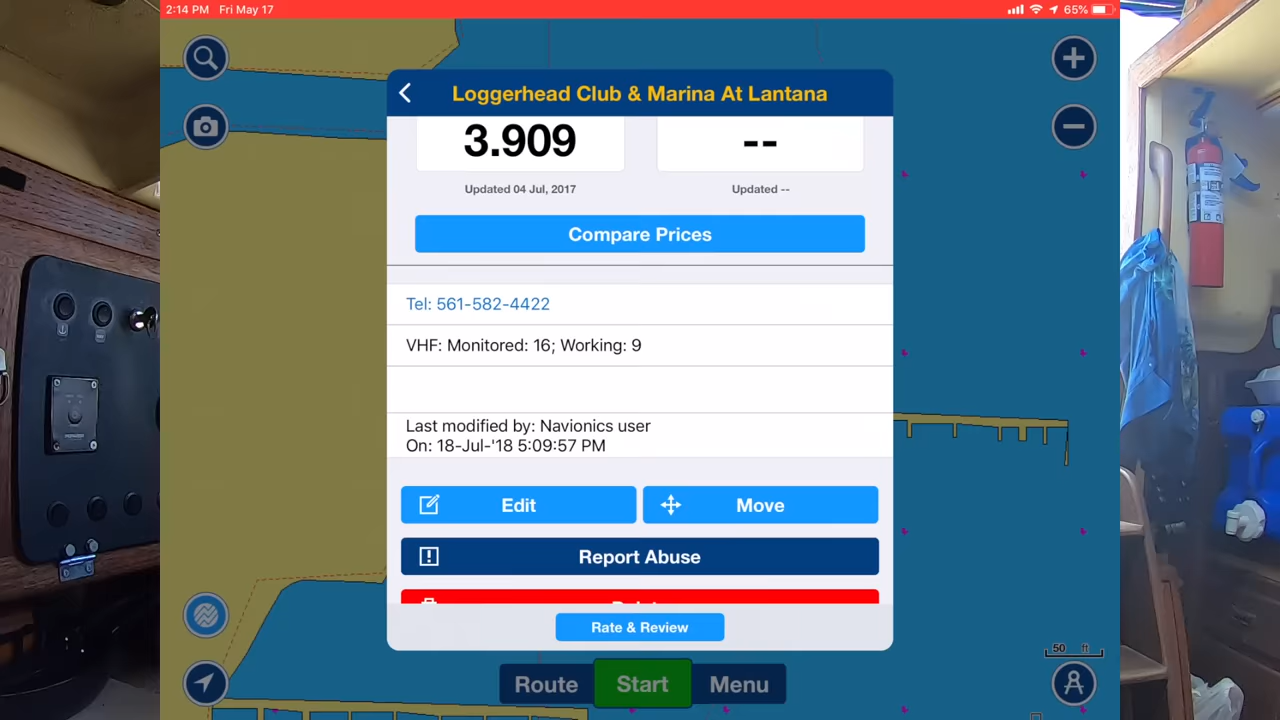 2:14 PM Fri May 17
65%
Loggerhead Club & Marina At Lantana
3.909
--
Updated 04 Jul, 2017
Updated --
Compare Prices
Tel: 561-582-4422
VHF: Monitored: 16; Working: 9
Last modified by: Navionics user
On: 18-Jul-'18 5:09:57 PM
Edit
Move
Report Abuse
Rate & Review
50 ft
Route
Start
Menu